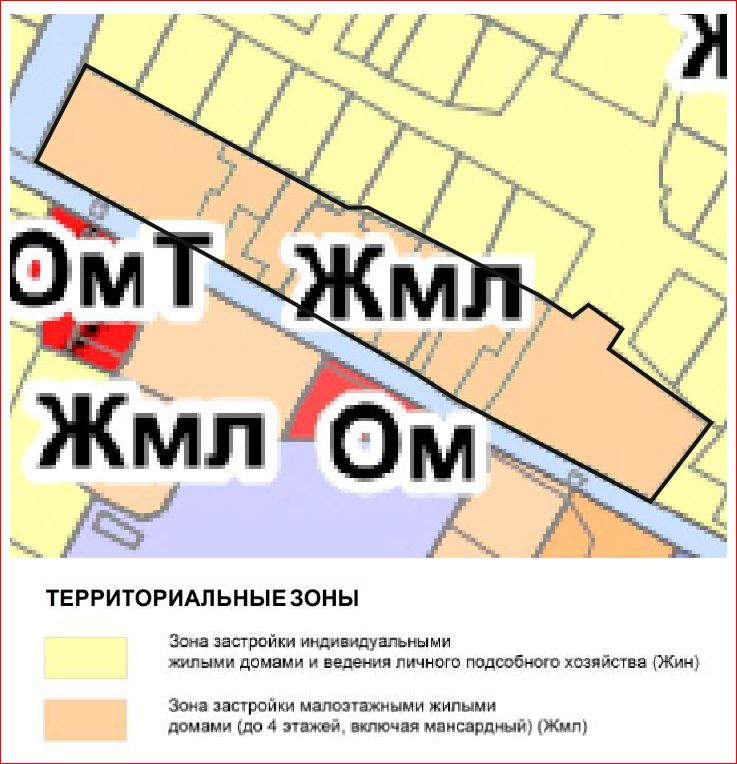 Ж
ОмТ
Жмл
Жмл
Ом
ТЕРРИТОРИАЛЬНЫЕ ЗОНЫ
Зона застройки индивидуальными
жилыми домами и ведения личного подсобного хозяйства (Жин)
Зона застройки малоэтажными жилыми
домами (до 4 этажей, включая мансардный) (Жмл)